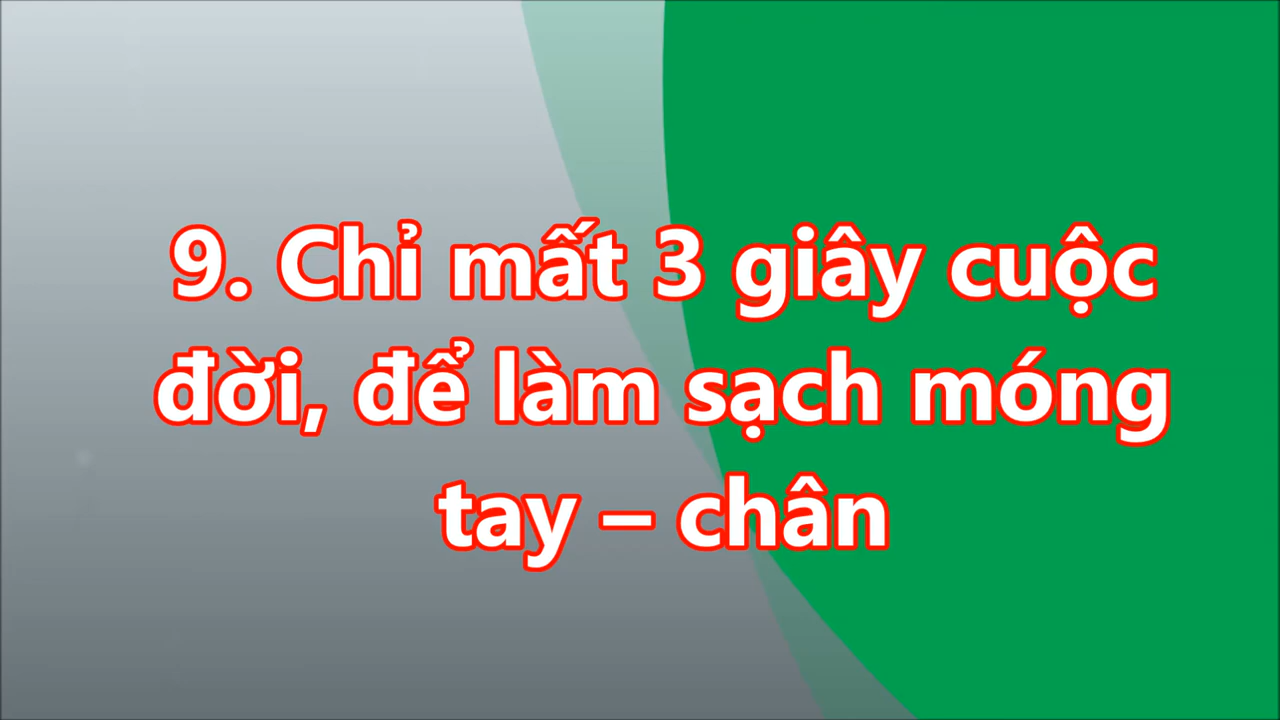 9. Chỉ mất 3 giây cuộc
đời, để làm sạch móng
tay – chân